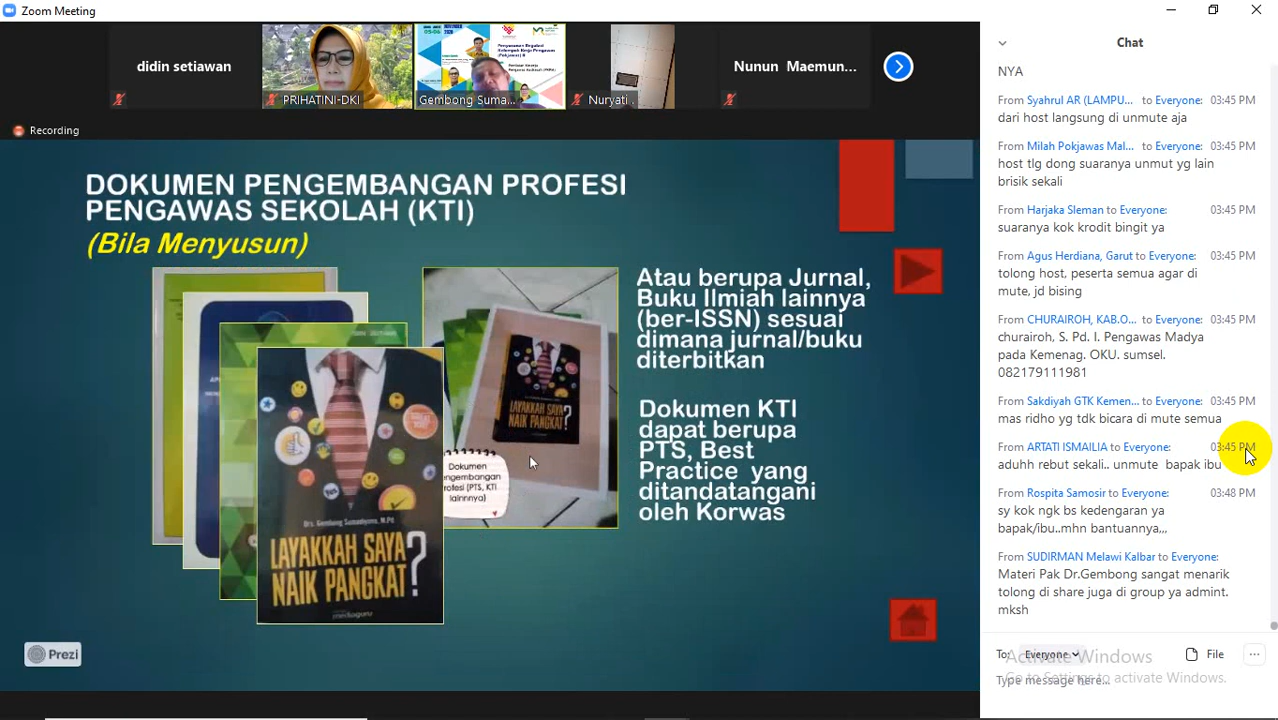 Zoom Meeting
didin setiawan
PRIHATINI-DKI
Gembong Suma...
Nuryati .
Nunun Maemun...
Recording
DOKUMEN PENGEMBANGAN PROFESI
PENGAWAS SEKOLAH (KTI)
(Bila Menyusun)
Atau berupa Jurnal,
Buku Ilmiah lainnya
(ber-ISSN) sesuai
dimana jurnal/buku
diterbitkan
Dokumen KTI
dapat berupa
PTS, Best
Practice yang
ditandatangani
oleh Korwas
LAYAKKAH SAYA
NAIK PANGKAT?
Dokumen
engembangan
rofesi (PTS, KTI
lainnnya)
Drs. Gembong Sumadiyono, M.Pd
LAYAKKAH SAYA
NAIK PANGKAT?
mediaguru
Prezi
Chat
NYA
From Syahrul AR (LAMPU... to Everyone: 03:45 PM
dari host langsung di unmute aja
From Milah Pokjawas Mal... to Everyone: 03:45 PM
host tlg dong suaranya unmut yg lain
brisik sekali
From Harjaka Sleman to Everyone: 03:45 PM
suaranya kok krodit bingit ya
From Agus Herdiana, Garut to Everyone: 03:45 PM
tolong host, peserta semua agar di
mute, jd bising
From CHURAIROH, KAB.O... to Everyone: 03:45 PM
churairoh, S. Pd. I. Pengawas Madya
pada Kemenag. OKU. sumsel.
082179111981
From Sakdiyah GTK Kemen... to Everyone: 03:45 PM
mas ridho yg tdk bicara di mute semua
From ARTATI ISMAILIA to Everyone: 03:45 PM
aduhh rebut sekali.. unmute bapak ibu
From Rospita Samosir to Everyone: 03:48 PM
sy kok ngk bs kedengaran ya
bapak/ibu..mhn bantuannya,,,
From SUDIRMAN Melawi Kalbar to Everyone:
Materi Pak Dr.Gembong sangat menarik
tolong di share juga di group ya admint.
mksh
To: Everyone File
Type message here...
Activate Windows
Go to Settings to activate Windows.